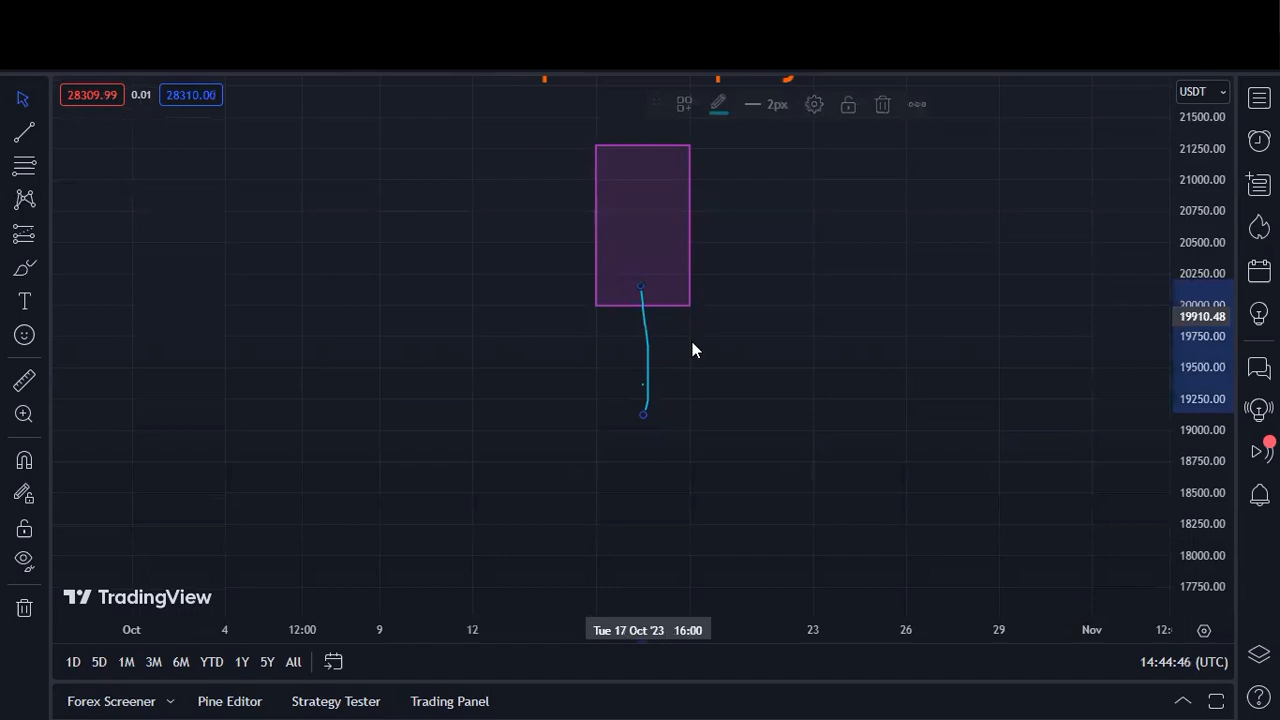 28309.99 0.01 28310.00
2px
USDT
21500.00
21250.00
21000.00
20750.00
20500.00
20250.00
20000.00
19910.48
19750.00
19500.00
19250.00
19000.00
18750.00
18500.00
18250.00
18000.00
17750.00
TradingView
Oct 4 12:00 9 12 Tue 17 Oct '23 16:00 23 26 29 Nov 12:
1D 5D 1M 3M 6M YTD 1Y 5Y All 14:44:46 (UTC)
Forex Screener Pine Editor Strategy Tester Trading Panel